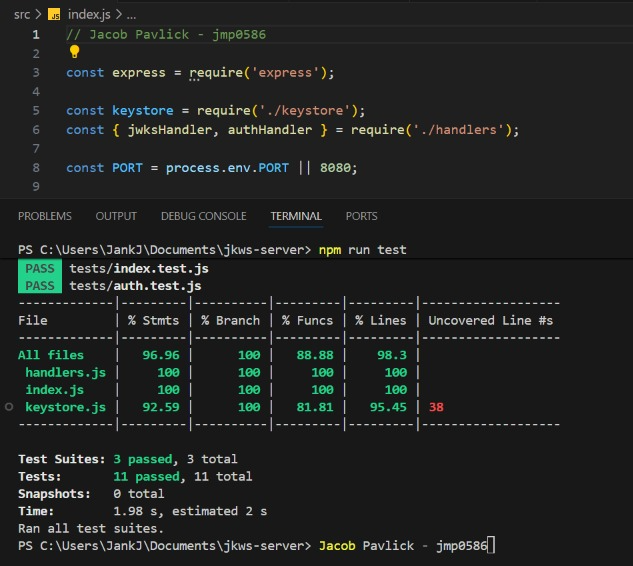 src > JS index.js > ...
1 // Jacob Pavlick - jmp0586
2
3 const express = require('express');
4
5 const keystore = require('./keystore');
6 const { jwksHandler, authHandler } = require('./handlers');
7
8 const PORT = process.env.PORT || 8080;
9
PROBLEMS OUTPUT DEBUG CONSOLE TERMINAL PORTS
PS C:\Users\JankJ\Documents\jkws-server> npm run test
PASS tests/index.test.js
PASS tests/auth.test.js
-------------|---------|----------|---------|---------|-------------------
File | % Stmts | % Branch | % Funcs | % Lines | Uncovered Line #s
-------------|---------|----------|---------|---------|-------------------
All files | 96.96 | 100 | 88.88 | 98.3 |
handlers.js | 100 | 100 | 100 | 100 |
index.js | 100 | 100 | 100 | 100 |
keystore.js | 92.59 | 100 | 81.81 | 95.45 | 38
-------------|---------|----------|---------|---------|-------------------
Test Suites: 3 passed, 3 total
Tests: 11 passed, 11 total
Snapshots: 0 total
Time: 1.98 s, estimated 2 s
Ran all test suites.
PS C:\Users\JankJ\Documents\jkws-server> Jacob Pavlick - jmp0586